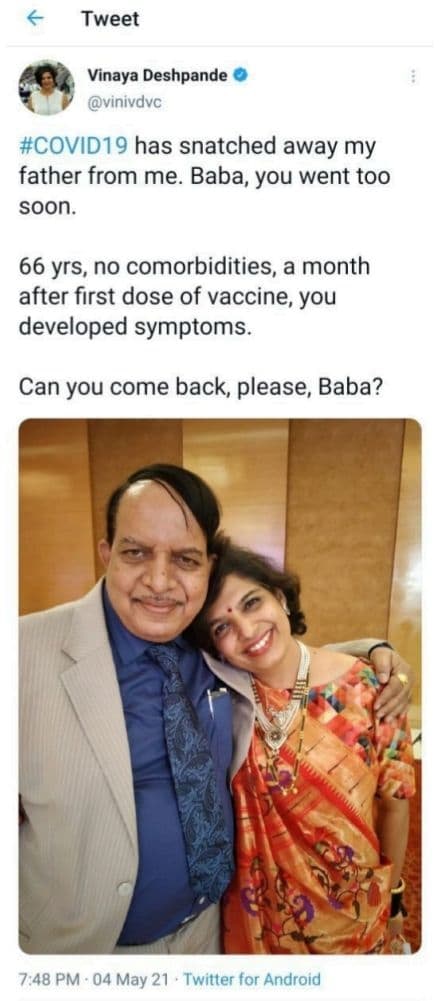 Tweet
Vinaya Deshpande
@vinivdvc
#COVID19 has snatched away my
father from me. Baba, you went too
soon.
66 yrs, no comorbidities, a month
after first dose of vaccine, you
developed symptoms.
Can you come back, please, Baba?
7:48 PM · 04 May 21 · Twitter for Android